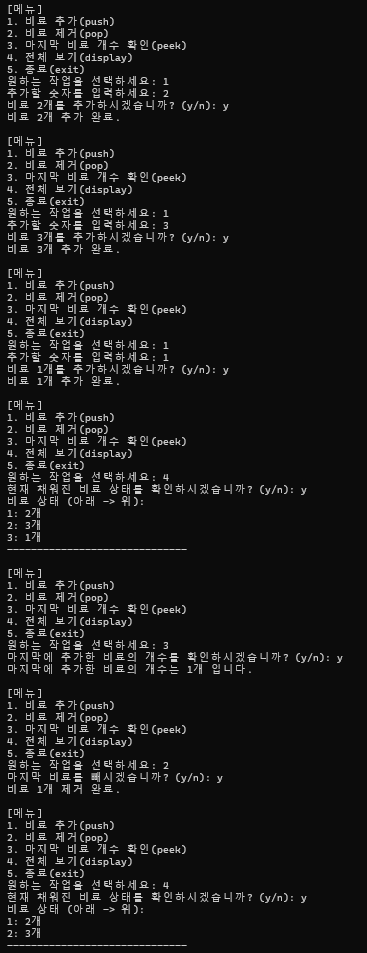 [메뉴]
1. 비료 추가(push)
2. 비료 제거(pop)
3. 마지막 비료 개수 확인(peek)
4. 전체 보기(display)
5. 종료(exit)
원하는 작업을 선택하세요: 1
추가할 숫자를 입력하세요: 2
비료 2개를 추가하시겠습니까? (y/n): y
비료 2개 추가 완료.

[메뉴]
1. 비료 추가(push)
2. 비료 제거(pop)
3. 마지막 비료 개수 확인(peek)
4. 전체 보기(display)
5. 종료(exit)
원하는 작업을 선택하세요: 1
추가할 숫자를 입력하세요: 3
비료 3개를 추가하시겠습니까? (y/n): y
비료 3개 추가 완료.

[메뉴]
1. 비료 추가(push)
2. 비료 제거(pop)
3. 마지막 비료 개수 확인(peek)
4. 전체 보기(display)
5. 종료(exit)
원하는 작업을 선택하세요: 1
추가할 숫자를 입력하세요: 1
비료 1개를 추가하시겠습니까? (y/n): y
비료 1개 추가 완료.

[메뉴]
1. 비료 추가(push)
2. 비료 제거(pop)
3. 마지막 비료 개수 확인(peek)
4. 전체 보기(display)
5. 종료(exit)
원하는 작업을 선택하세요: 4
현재 채워진 비료 상태를 확인하시겠습니까? (y/n): y
비료 상태 (아래 -> 위):
1: 2개
2: 3개
3: 1개
------------------------------

[메뉴]
1. 비료 추가(push)
2. 비료 제거(pop)
3. 마지막 비료 개수 확인(peek)
4. 전체 보기(display)
5. 종료(exit)
원하는 작업을 선택하세요: 3
마지막에 추가한 비료의 개수를 확인하시겠습니까? (y/n): y
마지막에 추가한 비료의 개수는 1개 입니다.

[메뉴]
1. 비료 추가(push)
2. 비료 제거(pop)
3. 마지막 비료 개수 확인(peek)
4. 전체 보기(display)
5. 종료(exit)
원하는 작업을 선택하세요: 2
마지막 비료를 빼시겠습니까? (y/n): y
비료 1개 제거 완료.

[메뉴]
1. 비료 추가(push)
2. 비료 제거(pop)
3. 마지막 비료 개수 확인(peek)
4. 전체 보기(display)
5. 종료(exit)
원하는 작업을 선택하세요: 4
현재 채워진 비료 상태를 확인하시겠습니까? (y/n): y
비료 상태 (아래 -> 위):
1: 2개
2: 3개
------------------------------